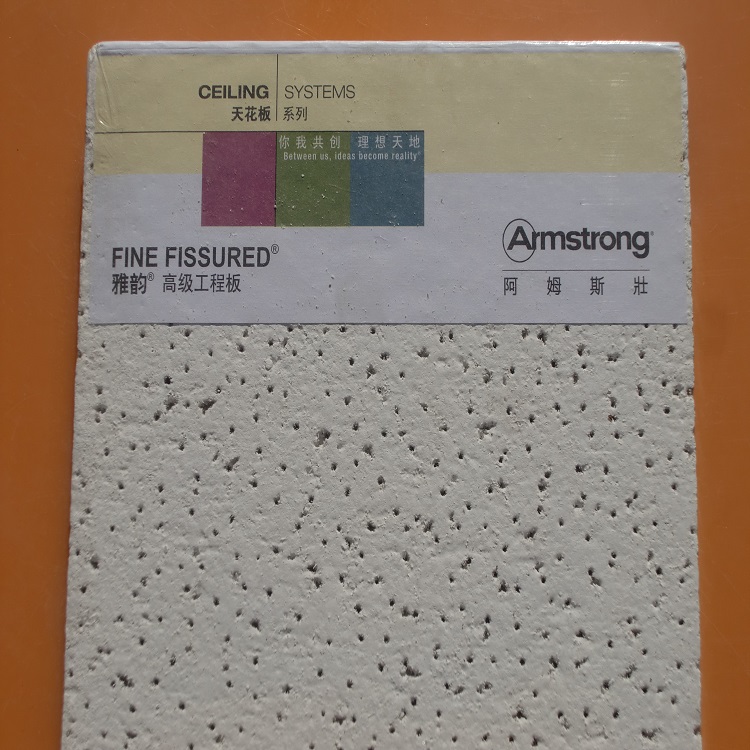 CEILING SYSTEMS
天花板 系列
你我共创 理想天地
Between us, ideas become reality®
Armstrong®
阿姆斯壯
FINE FISSURED®
雅韵® 高级工程板